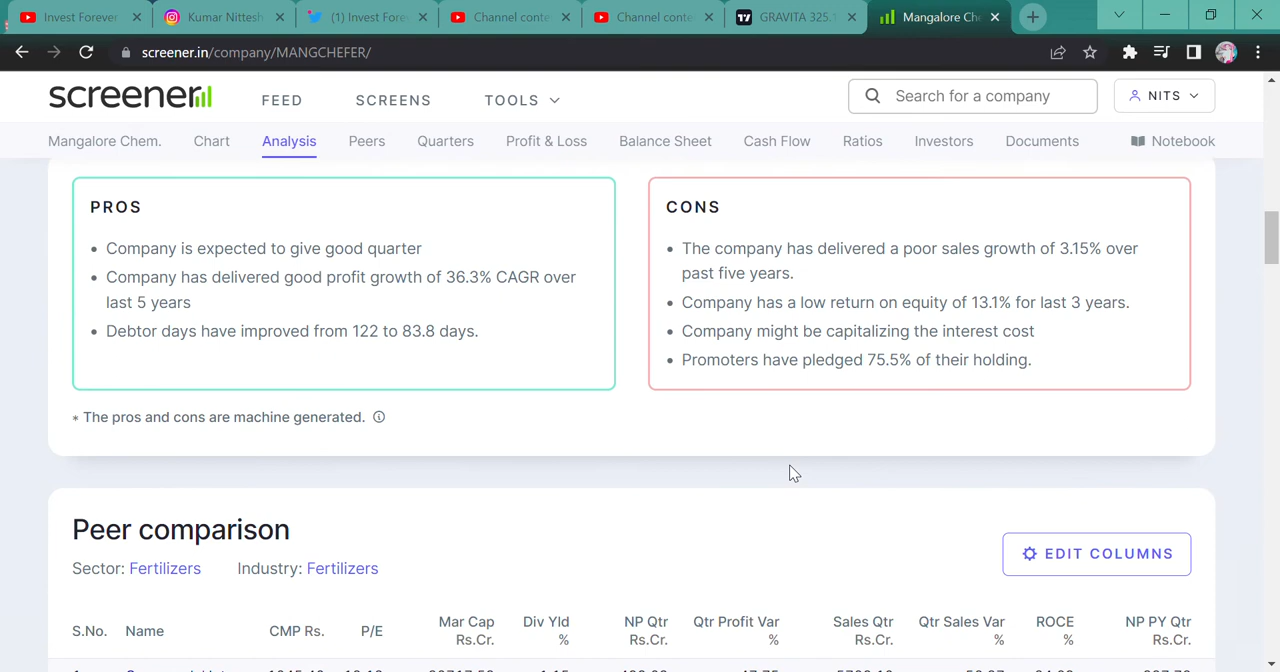 Invest Forever
Kumar Nittesh
(1) Invest Fore
Channel conte
Channel conte
GRAVITA 325.
Mangalore Che
screener.in/company/MANGCHEFER/
screener
FEED
SCREENS
TOOLS
Search for a company
NITS
Mangalore Chem.
Chart
Analysis
Peers
Quarters
Profit & Loss
Balance Sheet
Cash Flow
Ratios
Investors
Documents
Notebook
PROS
• Company is expected to give good quarter
• Company has delivered good profit growth of 36.3% CAGR over
last 5 years
• Debtor days have improved from 122 to 83.8 days.
CONS
• The company has delivered a poor sales growth of 3.15% over
past five years.
• Company has a low return on equity of 13.1% for last 3 years.
• Company might be capitalizing the interest cost
• Promoters have pledged 75.5% of their holding.
* The pros and cons are machine generated.
Peer comparison
EDIT COLUMNS
Sector: Fertilizers Industry: Fertilizers
S.No.
Name
CMP Rs.
P/E
Mar Cap
Rs.Cr.
Div Yld
%
NP Qtr
Rs.Cr.
Qtr Profit Var
%
Sales Qtr
Rs.Cr.
Qtr Sales Var
%
ROCE
%
NP PY Qtr
Rs.Cr.